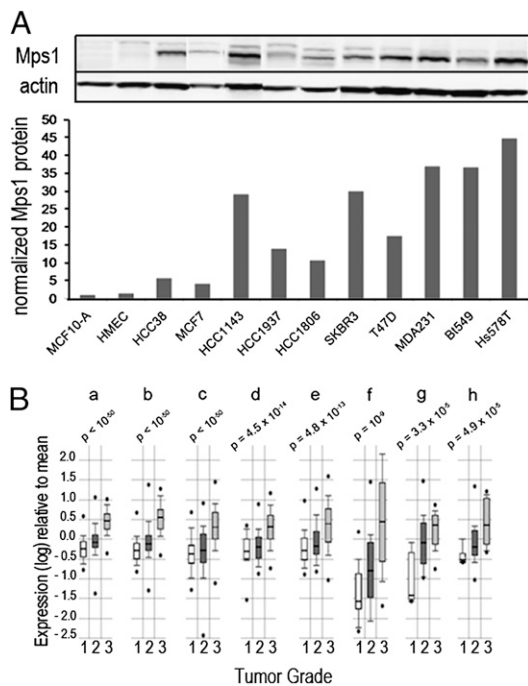 A
Mps1
actin
normalized Mps1 protein
50
45
40
35
30
25
20
15
10
5
0
MCF10-A
HMEC
HCC38
MCF7
HCC1143
HCC1937
HCC1806
SKBR3
T47D
MDA231
Bt549
Hs578T
B
a b c d e f g h
p < 10-50
p < 10-50
p < 10-50
p = 4.5 x 10-14
p = 4.8 x 10-13
p = 10-9
p = 3.3 x 10-5
p = 4.9 x 10-5
Expression (log) relative to mean
2.0
1.5
1.0
0.5
0.0
-0.5
-1.0
-1.5
-2.0
-2.5
1 2 3 1 2 3 1 2 3 1 2 3 1 2 3 1 2 3 1 2 3 1 2 3
Tumor Grade